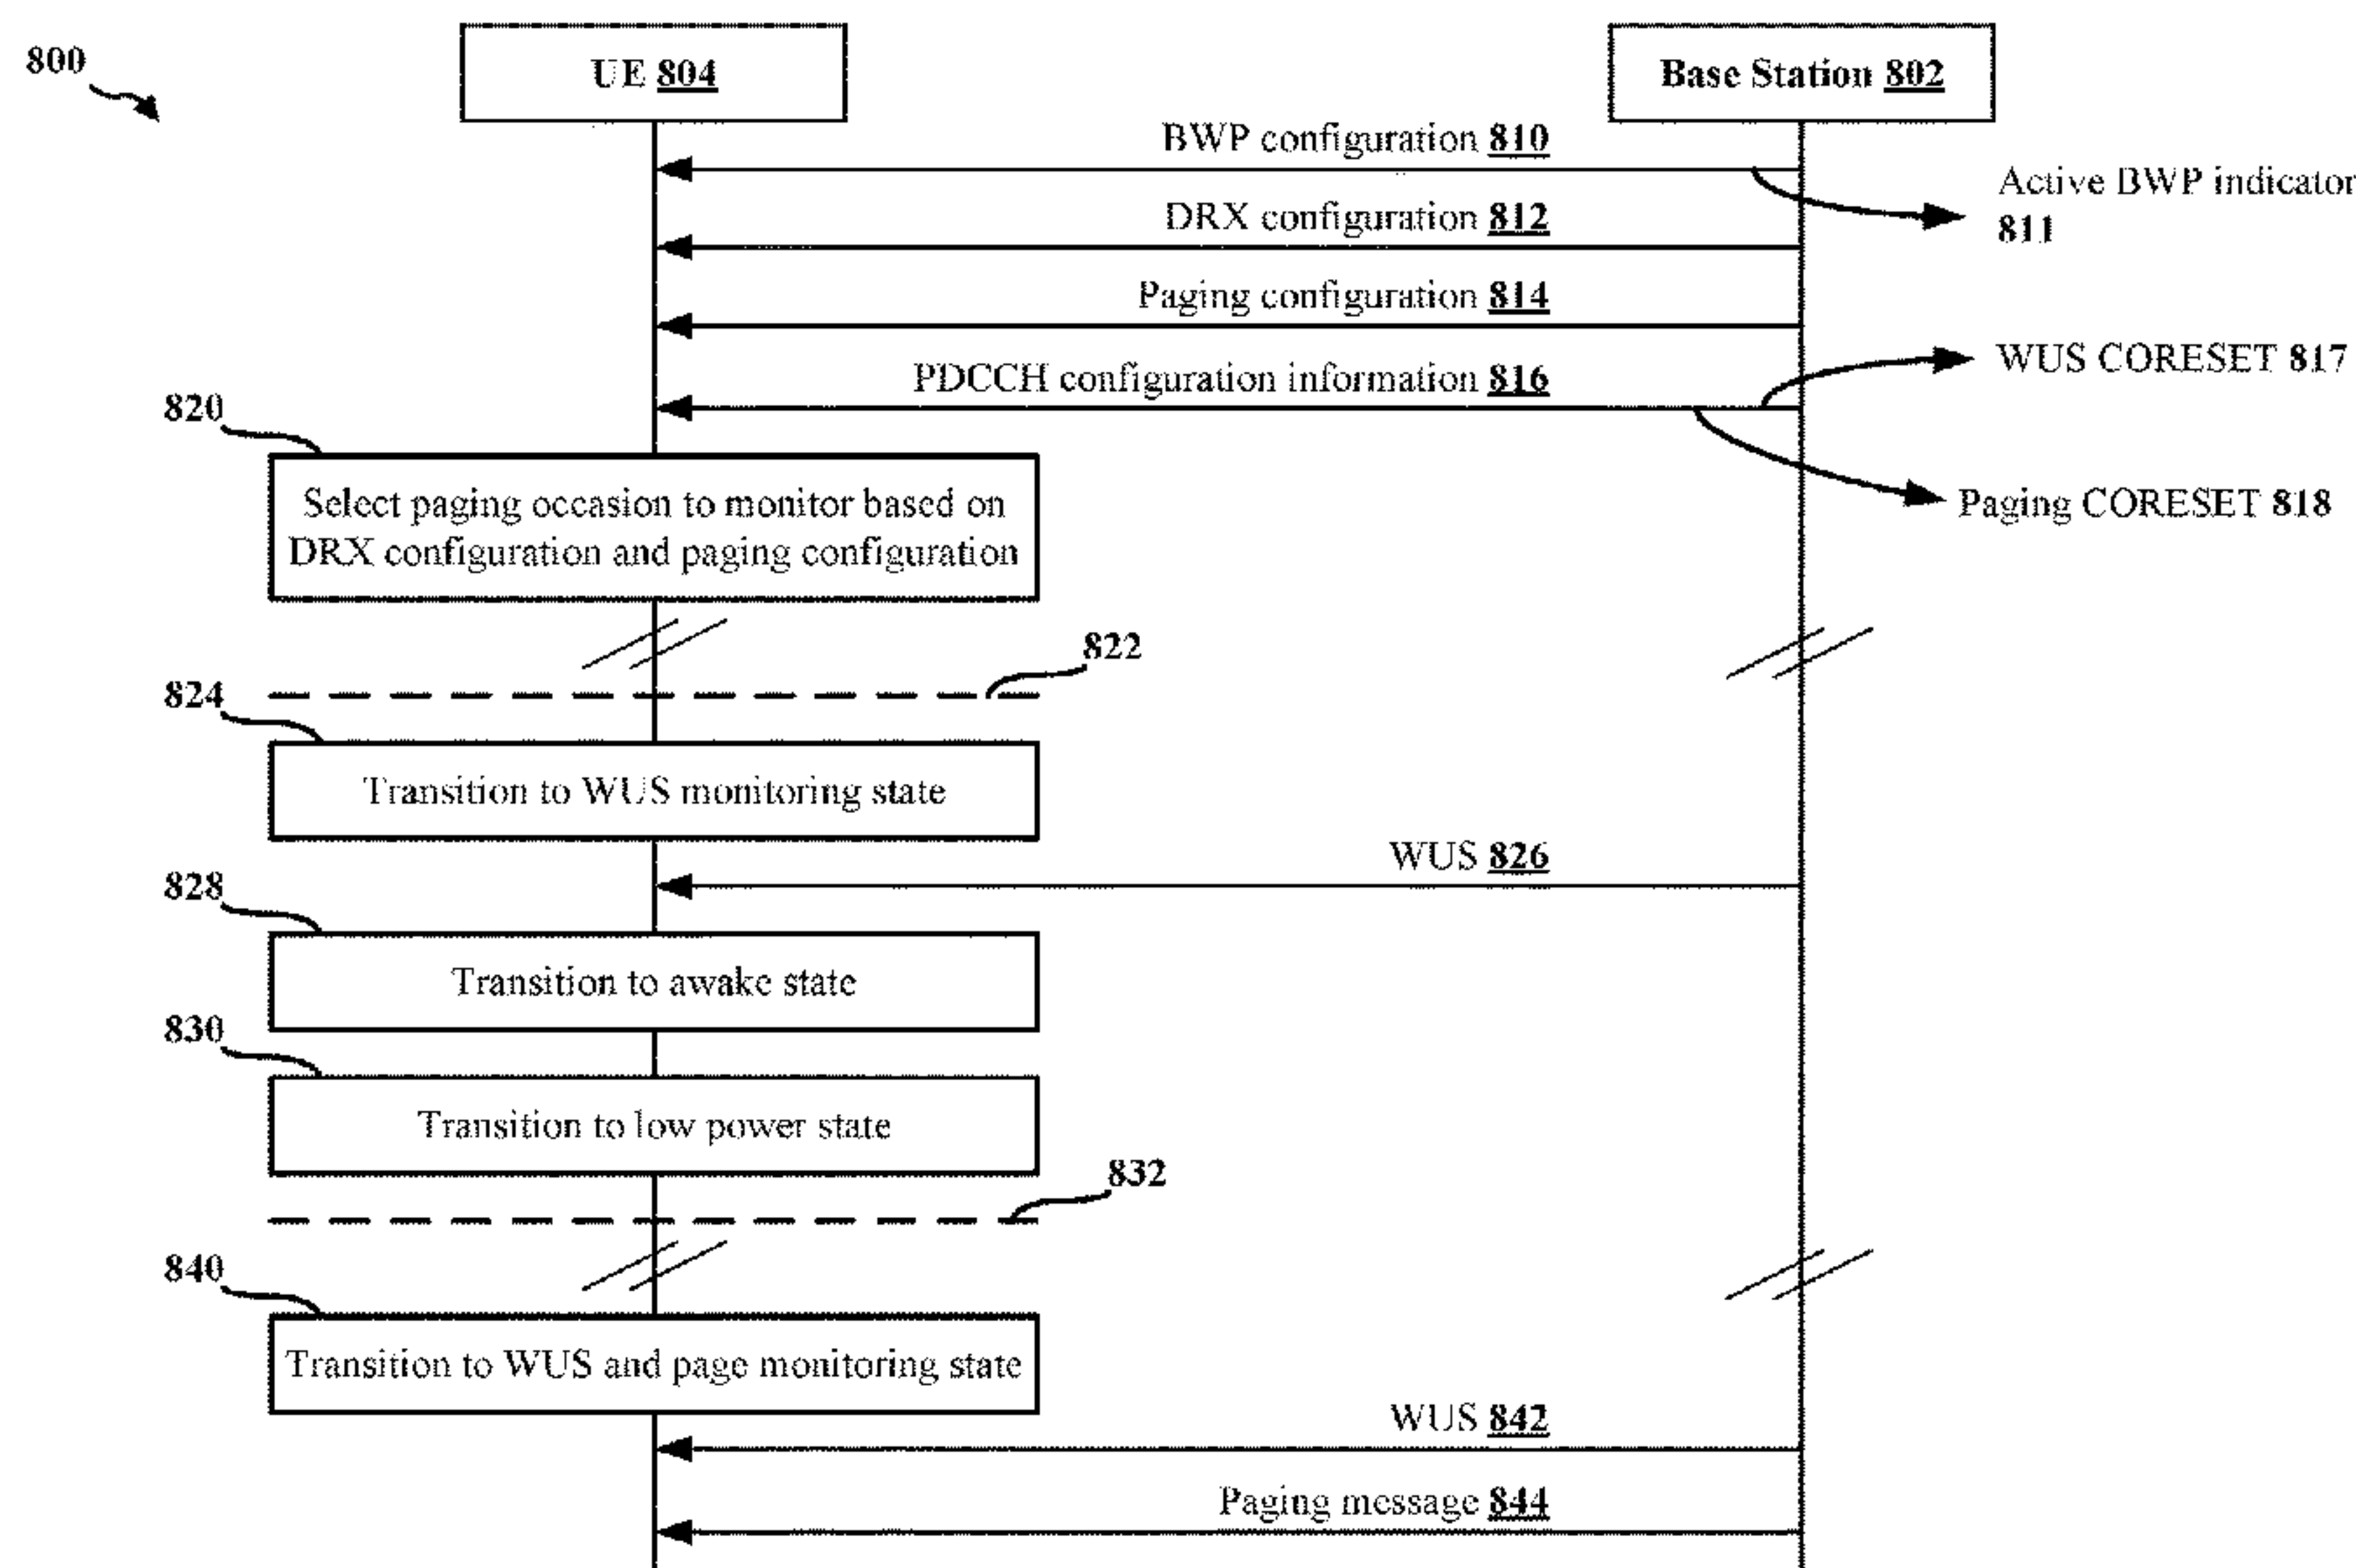 800
UE 804
Base Station 802
BWP configuration 810
Active BWP indicator
811
DRX configuration 812
Paging configuration 814
WUS CORESET 817
PDCCH configuration information 816
820
Select paging occasion to monitor based on
DRX configuration and paging configuration
Paging CORESET 818
822
824
Transition to WUS monitoring state
WUS 826
828
Transition to awake state
830
Transition to low power state
832
840
Transition to WUS and page monitoring state
WUS 842
Paging message 844